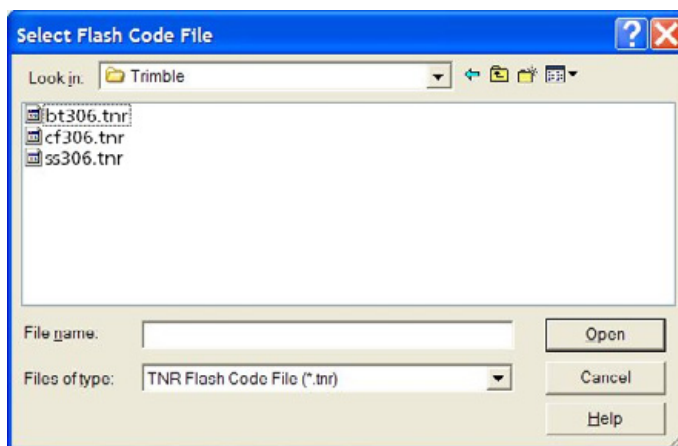 Select Flash Code File
Look in: Trimble
bt306.tnr
cf306.tnr
ss306.tnr
File name: Open
Files of type: TNR Flash Code File (*.tnr) Cancel
Help